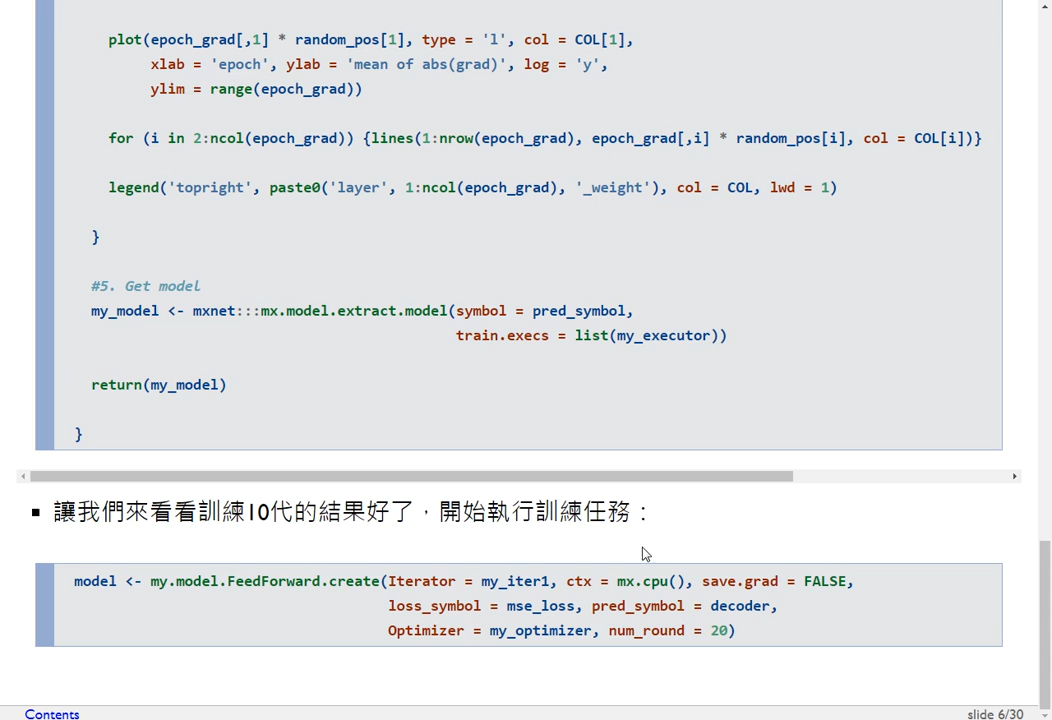 plot(epoch_grad[,1] * random_pos[1], type = 'l', col = COL[1],
xlab = 'epoch', ylab = 'mean of abs(grad)', log = 'y',
ylim = range(epoch_grad))
for (i in 2:ncol(epoch_grad)) {lines(1:nrow(epoch_grad), epoch_grad[,i] * random_pos[i], col = COL[i])}
legend('topright', paste0('layer', 1:ncol(epoch_grad), '_weight'), col = COL, lwd = 1)
}
#5. Get model
my_model <- mxnet:::mx.model.extract.model(symbol = pred_symbol,
train.execs = list(my_executor))
return(my_model)
}
▪ 讓我們來看看訓練10代的結果好了，開始執行訓練任務：
model <- my.model.FeedForward.create(Iterator = my_iter1, ctx = mx.cpu(), save.grad = FALSE,
loss_symbol = mse_loss, pred_symbol = decoder,
Optimizer = my_optimizer, num_round = 20)
Contents
slide 6/30